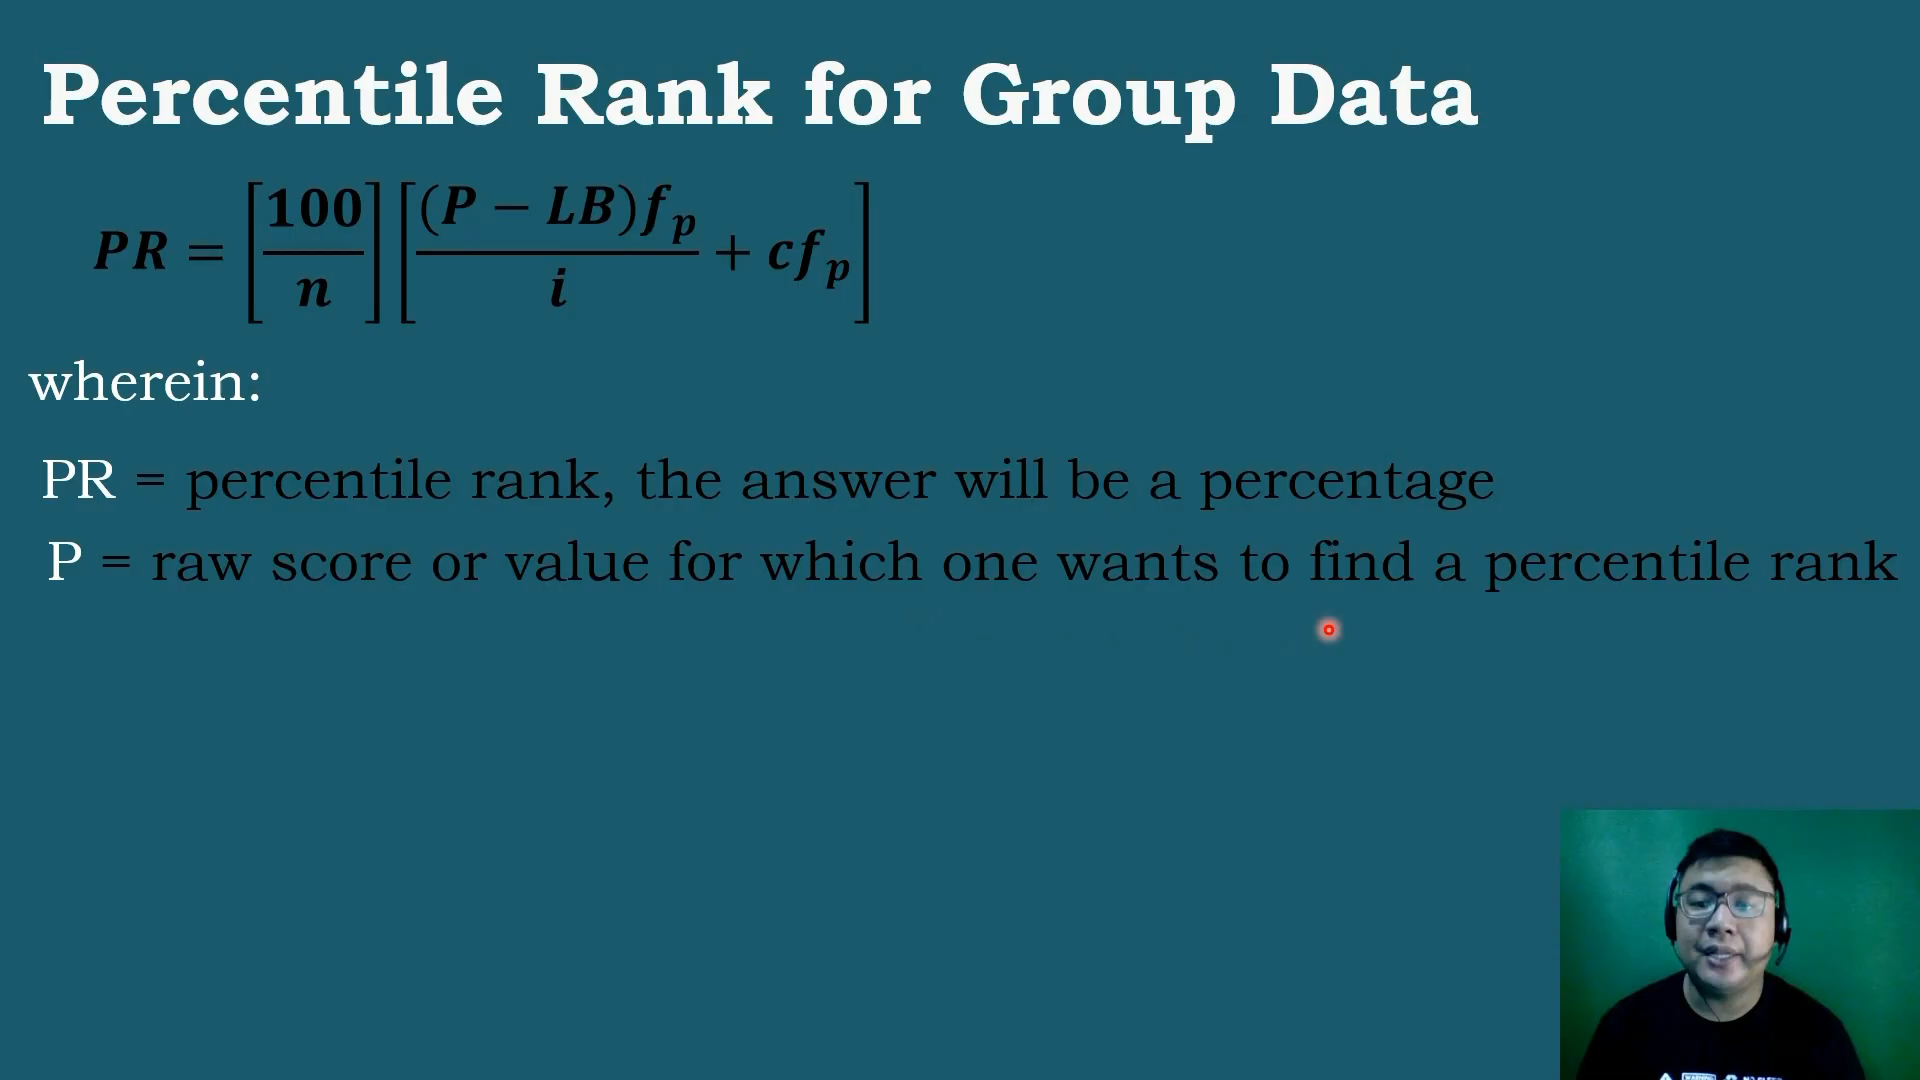 Percentile Rank for Group Data
PR = [100/n] [(P − LB)f_p/i + cf_p]
wherein:
PR = percentile rank, the answer will be a percentage
P = raw score or value for which one wants to find a percentile rank
WARNING